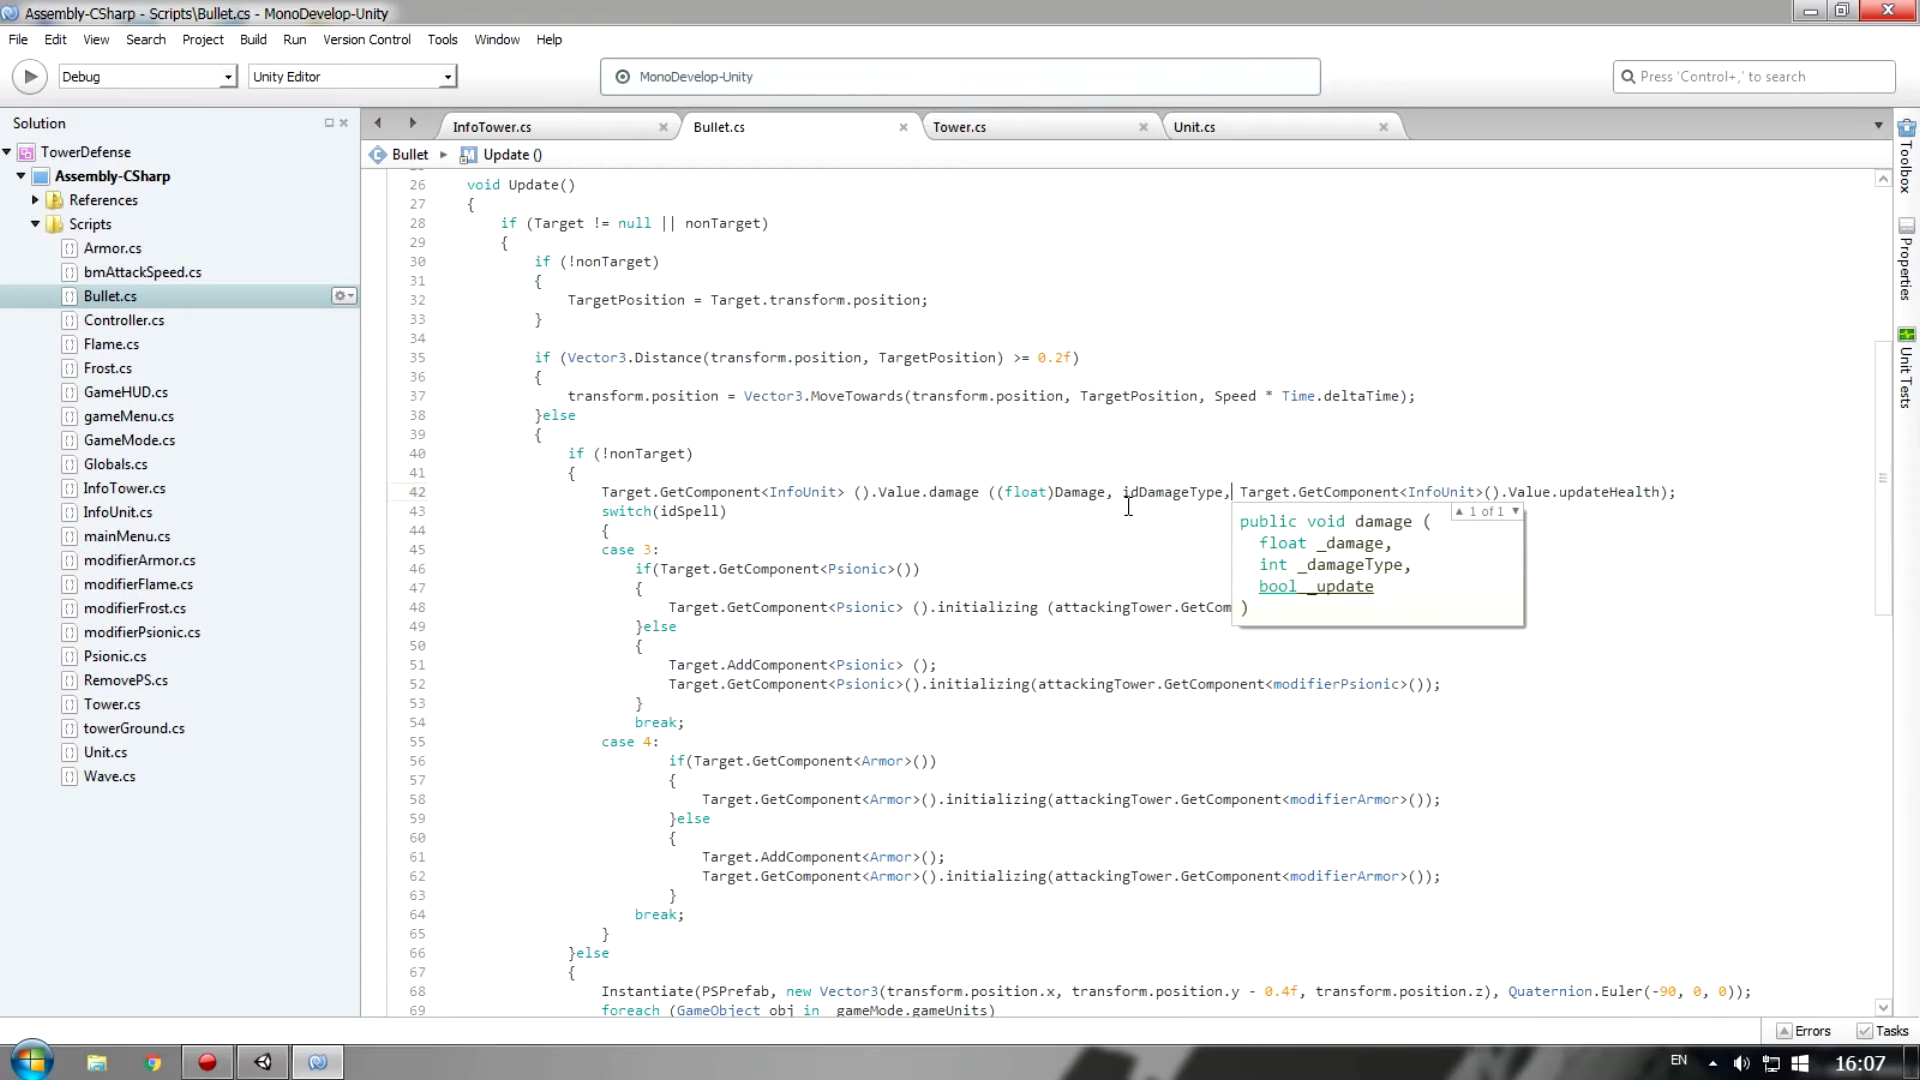 Assembly-CSharp - Scripts\Bullet.cs - MonoDevelop-Unity
File Edit View Search Project Build Run Version Control Tools Window Help
Debug Unity Editor MonoDevelop-Unity Press 'Control+,' to search
Solution
TowerDefense
Assembly-CSharp
References
Scripts
Armor.cs
bmAttackSpeed.cs
Bullet.cs
Controller.cs
Flame.cs
Frost.cs
GameHUD.cs
gameMenu.cs
GameMode.cs
Globals.cs
InfoTower.cs
InfoUnit.cs
mainMenu.cs
modifierArmor.cs
modifierFlame.cs
modifierFrost.cs
modifierPsionic.cs
Psionic.cs
RemovePS.cs
Tower.cs
towerGround.cs
Unit.cs
Wave.cs
InfoTower.cs Bullet.cs Tower.cs Unit.cs
Bullet Update ()
26 void Update()
27 {
28 if (Target != null || nonTarget)
29 {
30 if (!nonTarget)
31 {
32 TargetPosition = Target.transform.position;
33 }
34
35 if (Vector3.Distance(transform.position, TargetPosition) >= 0.2f)
36 {
37 transform.position = Vector3.MoveTowards(transform.position, TargetPosition, Speed * Time.deltaTime);
38 }else
39 {
40 if (!nonTarget)
41 {
42 Target.GetComponent<InfoUnit> ().Value.damage ((float)Damage, idDamageType, Target.GetComponent<InfoUnit>().Value.updateHealth);
43 switch(idSpell)
44 {
45 case 3:
46 if(Target.GetComponent<Psionic>())
47 {
48 Target.GetComponent<Psionic> ().initializing (attackingTower.GetCom
49 }else
50 {
51 Target.AddComponent<Psionic> ();
52 Target.GetComponent<Psionic>().initializing(attackingTower.GetComponent<modifierPsionic>());
53 }
54 break;
55 case 4:
56 if(Target.GetComponent<Armor>())
57 {
58 Target.GetComponent<Armor>().initializing(attackingTower.GetComponent<modifierArmor>());
59 }else
60 {
61 Target.AddComponent<Armor>();
62 Target.GetComponent<Armor>().initializing(attackingTower.GetComponent<modifierArmor>());
63 }
64 break;
65 }
66 }else
67 {
68 Instantiate(PSPrefab, new Vector3(transform.position.x, transform.position.y - 0.4f, transform.position.z), Quaternion.Euler(-90, 0, 0));
69 foreach (GameObject obj in _gameMode.gameUnits)
1 of 1
public void damage (
float _damage,
int _damageType,
bool _update
)
Toolbox
Properties
Unit Tests
Errors Tasks
EN 16:07